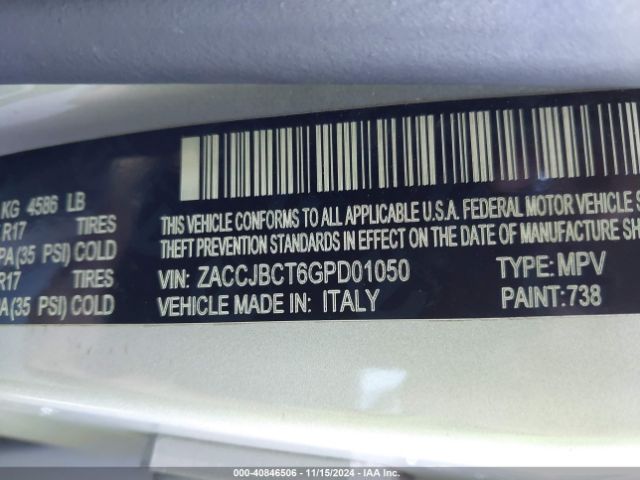 KG 4586 LB
R17 TIRES
PA(35 PSI) COLD
R17 TIRES
A(35 PSI) COLD
THIS VEHICLE CONFORMS TO ALL APPLICABLE U.S.A. FEDERAL MOTOR VEHICLE
THEFT PREVENTION STANDARDS IN EFFECT ON THE DATE OF MANUFACTURE SH
VIN: ZACCJBCT6GPD01050 TYPE: MPV
VEHICLE MADE IN: ITALY PAINT:738
000-40846506 - 11/15/2024 - IAA Inc.